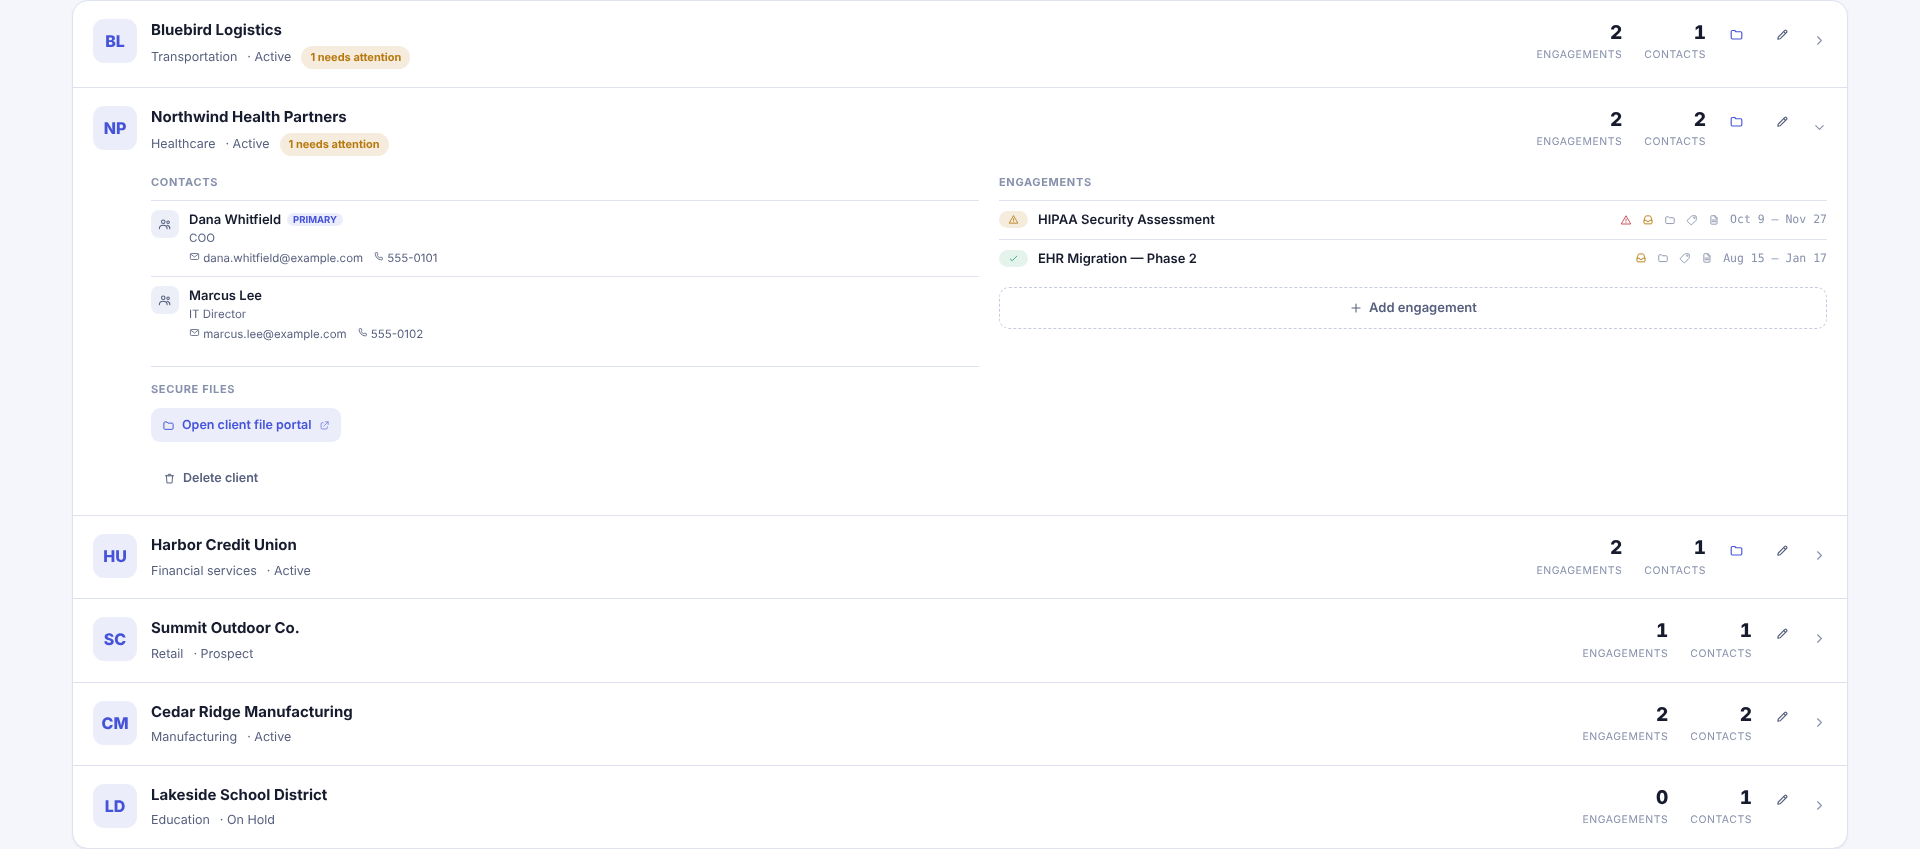 BL
Bluebird Logistics
Transportation · Active 1 needs attention
2 ENGAGEMENTS
1 CONTACTS
NP
Northwind Health Partners
Healthcare · Active 1 needs attention
2 ENGAGEMENTS
2 CONTACTS
CONTACTS
Dana Whitfield PRIMARY
COO
dana.whitfield@example.com 555-0101
Marcus Lee
IT Director
marcus.lee@example.com 555-0102
SECURE FILES
Open client file portal
Delete client
ENGAGEMENTS
HIPAA Security Assessment Oct 9 — Nov 27
EHR Migration — Phase 2 Aug 15 — Jan 17
+ Add engagement
HU
Harbor Credit Union
Financial services · Active
2 ENGAGEMENTS
1 CONTACTS
SC
Summit Outdoor Co.
Retail · Prospect
1 ENGAGEMENTS
1 CONTACTS
CM
Cedar Ridge Manufacturing
Manufacturing · Active
2 ENGAGEMENTS
2 CONTACTS
LD
Lakeside School District
Education · On Hold
0 ENGAGEMENTS
1 CONTACTS